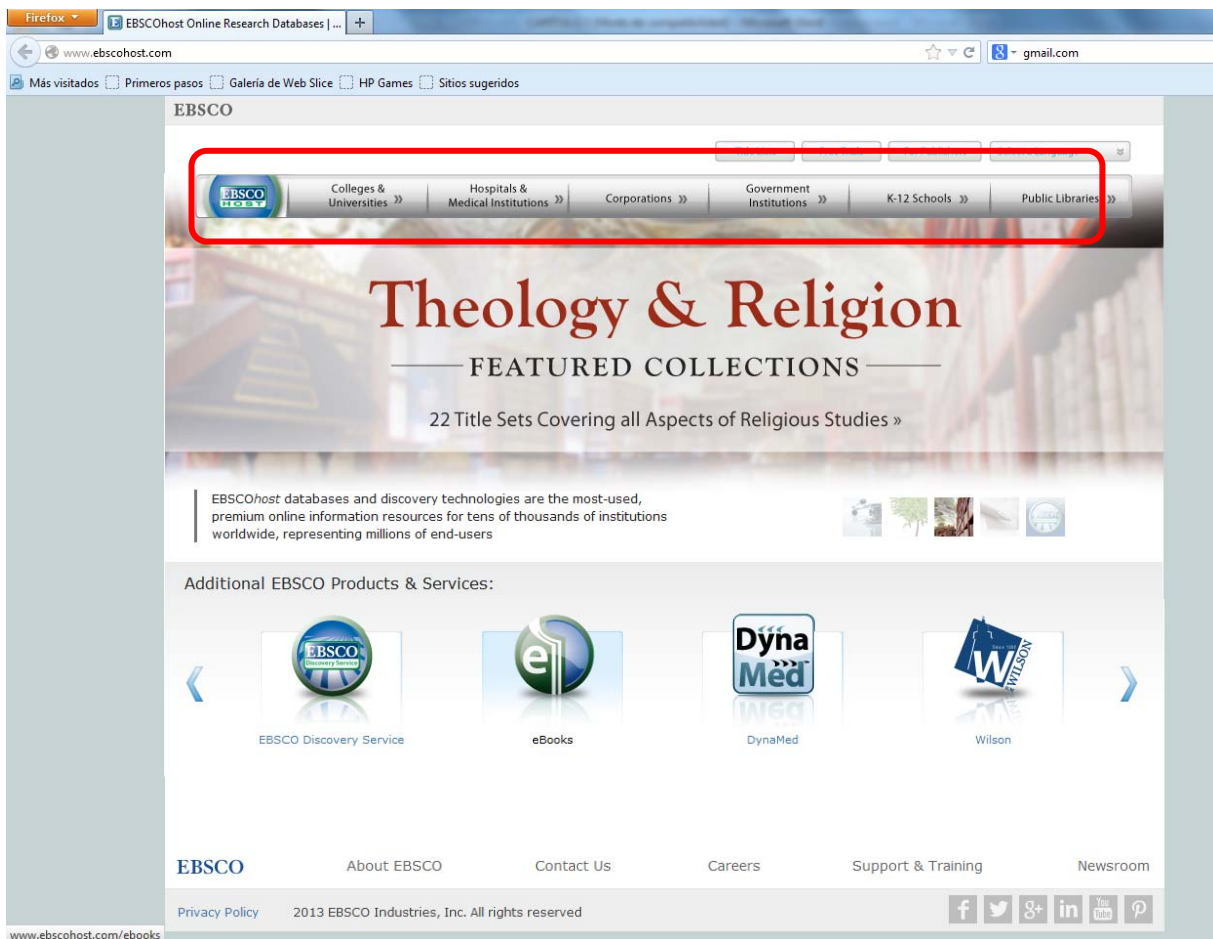 Firefox
EBSCOhost Online Research Databases | ... +
www.ebscohost.com
gmail.com
Más visitados Primeros pasos Galería de Web Slice HP Games Sitios sugeridos
EBSCO
EBSCO
HOST
Colleges &
Universities »
Hospitals &
Medical Institutions »
Corporations »
Government
Institutions »
K-12 Schools »
Public Libraries »
Theology & Religion
FEATURED COLLECTIONS
22 Title Sets Covering all Aspects of Religious Studies »
EBSCOhost databases and discovery technologies are the most-used,
premium online information resources for tens of thousands of institutions
worldwide, representing millions of end-users
Additional EBSCO Products & Services:
EBSCO
Discovery Service
e
Dyna
Med
W
WILSON
EBSCO Discovery Service eBooks DynaMed Wilson
EBSCO About EBSCO Contact Us Careers Support & Training Newsroom
Privacy Policy 2013 EBSCO Industries, Inc. All rights reserved
f g+ in You Tube
www.ebscohost.com/ebooks